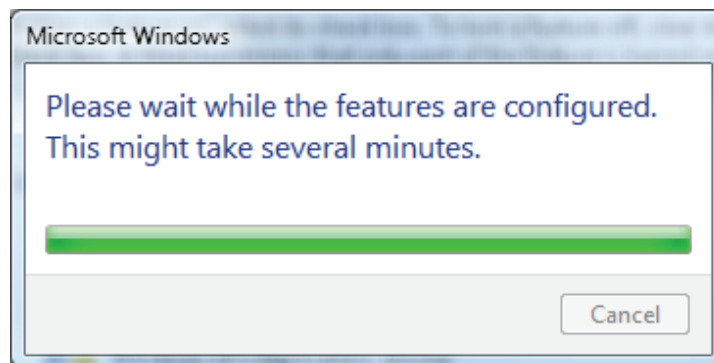 Microsoft Windows
Please wait while the features are configured.
This might take several minutes.
Cancel